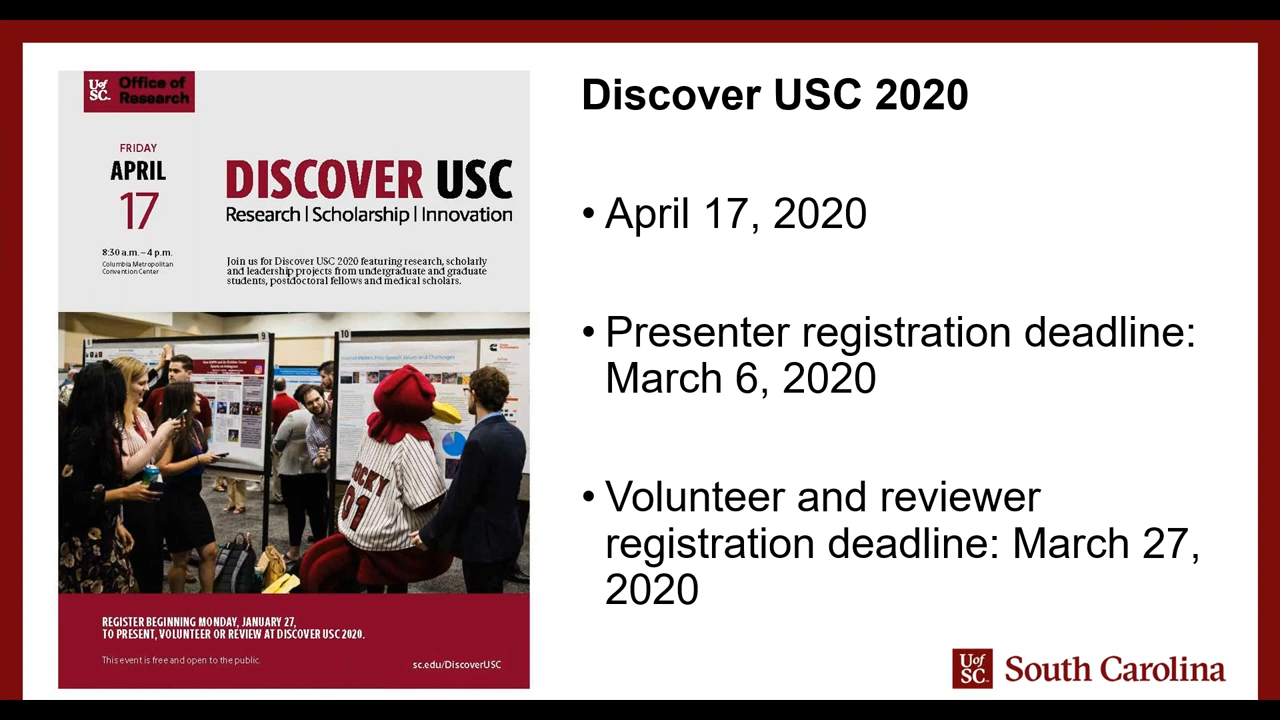 UofSC Office of
Research
FRIDAY
APRIL
17
8:30 a.m. – 4 p.m.
Columbia Metropolitan
Convention Center
DISCOVER USC
Research | Scholarship | Innovation
Join us for Discover USC 2020 featuring research, scholarly
and leadership projects from undergraduate and graduate
students, postdoctoral fellows and medical scholars.
9
10
COCKY
01
REGISTER BEGINNING MONDAY, JANUARY 27,
TO PRESENT, VOLUNTEER OR REVIEW AT DISCOVER USC 2020.
This event is free and open to the public.
sc.edu/DiscoverUSC
Discover USC 2020
• April 17, 2020
• Presenter registration deadline:
March 6, 2020
• Volunteer and reviewer
registration deadline: March 27,
2020
UofSC South Carolina